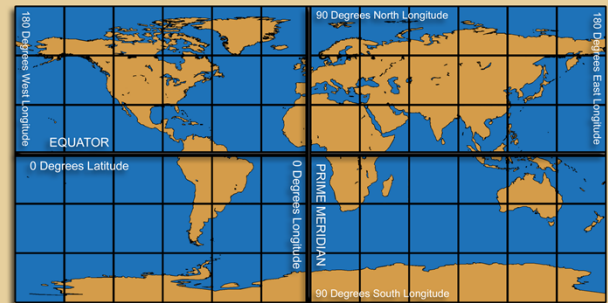 180 Degrees West Longitude
90 Degrees North Longitude
180 Degrees East Longitude
EQUATOR
0 Degrees Latitude
0 Degrees Longitude
PRIME MERIDIAN
90 Degrees South Longitude